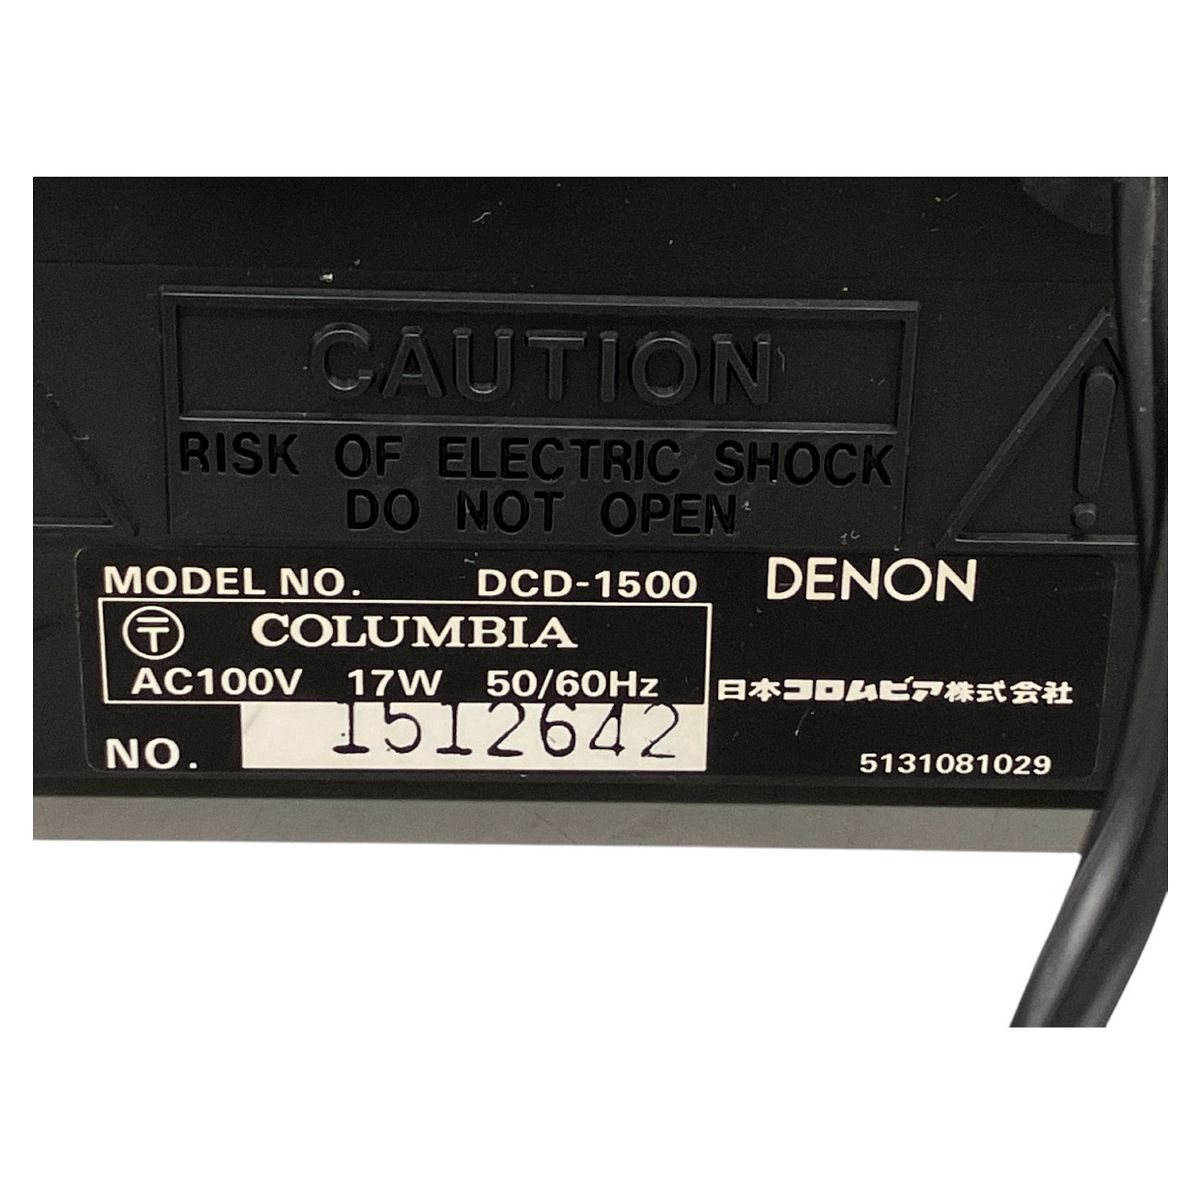 CAUTION
RISK OF ELECTRIC SHOCK
DO NOT OPEN
MODEL NO. DCD-1500 DENON
COLUMBIA
AC100V 17W 50/60Hz
日本コロムビア株式会社
NO. 1512642
5131081029